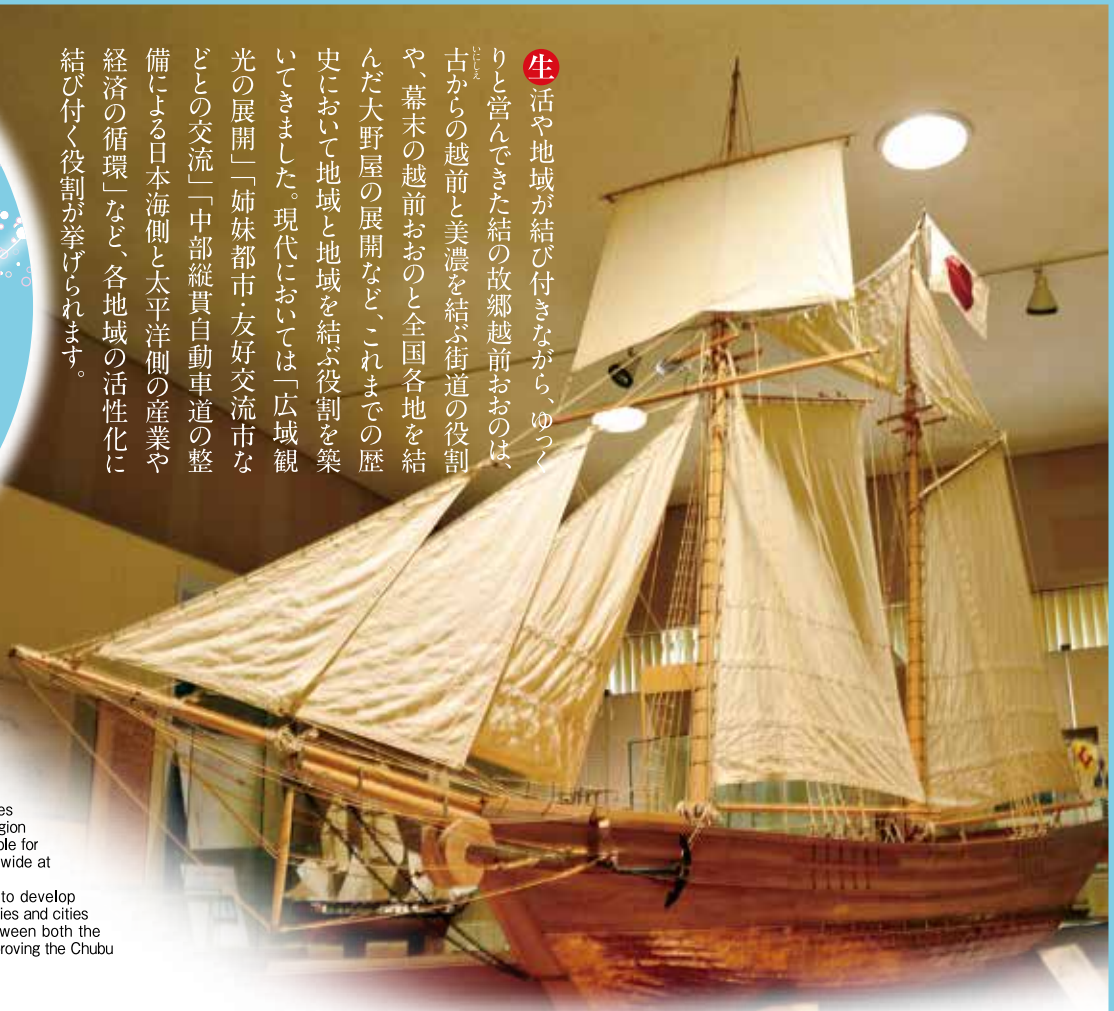 生活や地域が結び付きながら、ゆっく
りと営んできた結の故郷越前おおのは、
古からの越前と美濃を結ぶ街道の役割
いにしえ
や、幕末の越前おおのと全国各地を結
んだ大野屋の展開など、これまでの歴
史において地域と地域を結ぶ役割を築
いてきました。現代においては「広域観
光の展開」「姉妹都市・友好交流市な
どとの交流」「中部縦貫自動車道の整
備による日本海側と太平洋側の産業や
経済の循環」など、各地域の活性化に
結び付く役割が挙げられます。
es
gion
ple for
wide at
to develop
ies and cities
ween both the
roving the Chubu